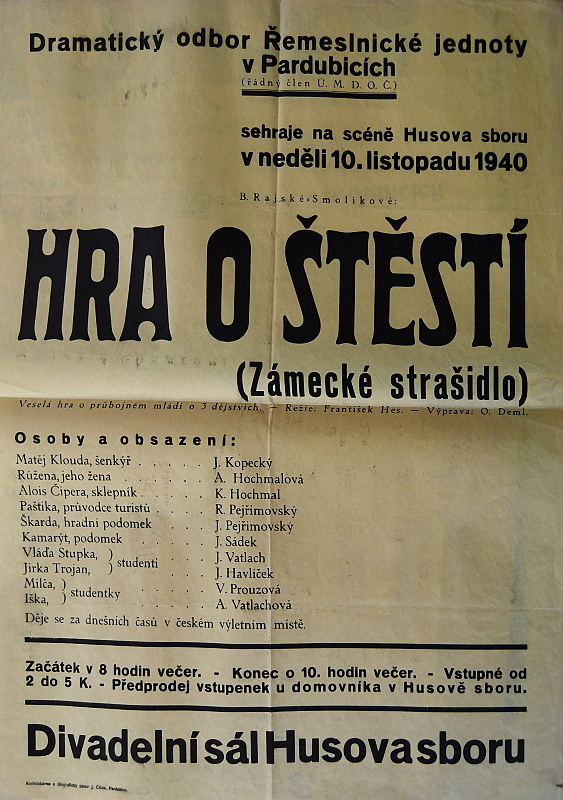 Dramatický odbor Řemeslnické jednoty
v Pardubicích
(řádný člen Ú. M. D. O. Č.)
sehraje na scéně Husova sboru
v neděli 10. listopadu 1940
B. Rajské-Smolíkové:
HRA O ŠTĚSTÍ
(Zámecké strašidlo)
Veselá hra o průbojném mládí o 3 dějstvích. — Režie: František Hes. — Výprava: O. Deml.
Osoby a obsazení:
Matěj Klouda, šenkýř . . . . . J. Kopecký
Růžena, jeho žena . . . . . . A. Hochmalová
Alois Čipera, sklepník . . . . . K. Hochmal
Paštika, průvodce turistů . . . . R. Pejřimovský
Škarda, hradní podomek . . . . J. Pejřimovský
Kamarýt, podomek . . . . . J. Sádek
Vláďa Stupka, ) studenti . . . J. Vatlach
Jirka Trojan, ) . . . J. Havlíček
Milča, ) studentky . . . . V. Prouzová
Iška, ) . . . . A. Vatlachová
Děje se za dnešních časů v českém výletním místě.
Začátek v 8 hodin večer. - Konec o 10. hodin večer. - Vstupné od
2 do 5 K. - Předprodej vstupenek u domovníka v Husově sboru.
Divadelní sál Husova sboru